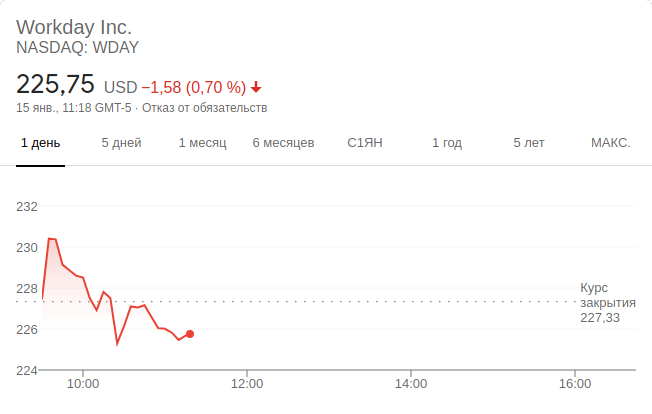 Workday Inc.
NASDAQ: WDAY
225,75 USD −1,58 (0,70 %)
15 янв., 11:18 GMT-5 · Отказ от обязательств
1 день 5 дней 1 месяц 6 месяцев С1ЯН 1 год 5 лет МАКС.
232
230
228
226
224
Курс
закрытия
227,33
10:00 12:00 14:00 16:00